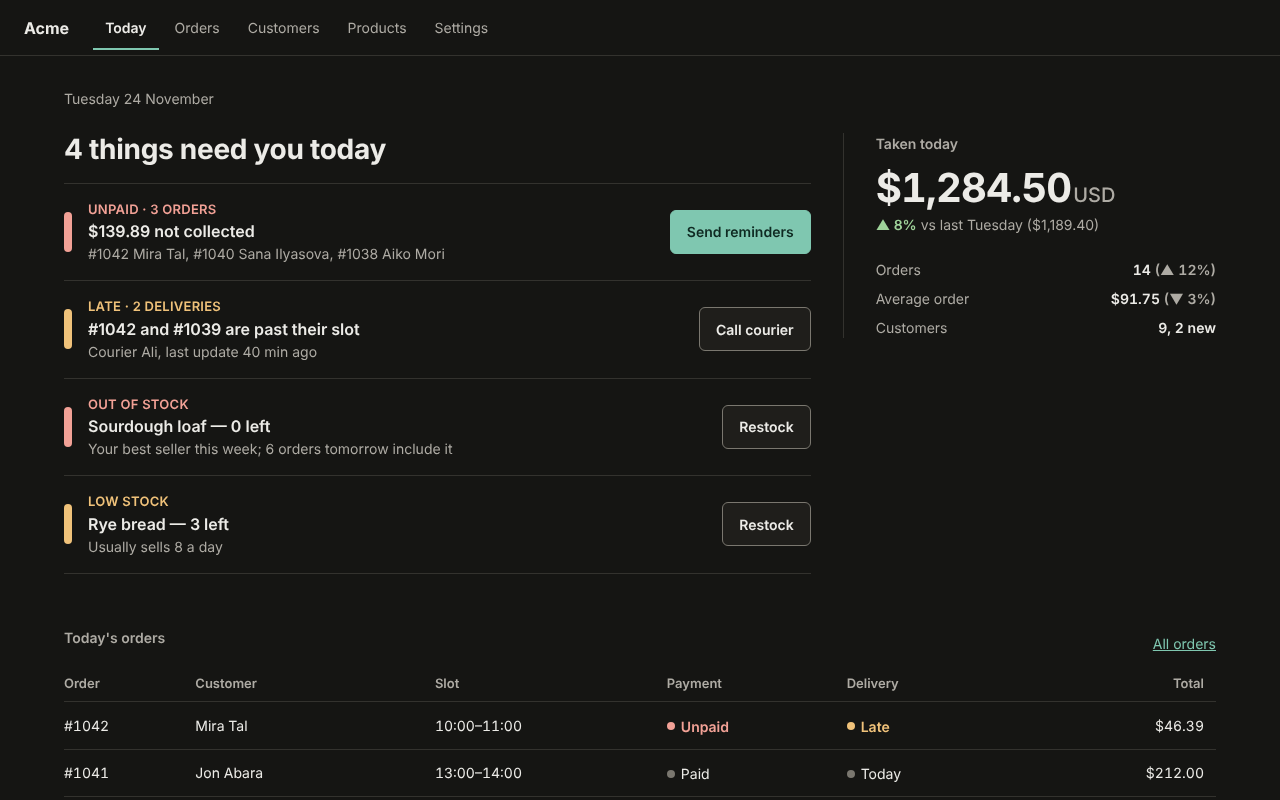 Acme Today Orders Customers Products Settings
Tuesday 24 November
4 things need you today
UNPAID · 3 ORDERS
$139.89 not collected
#1042 Mira Tal, #1040 Sana Ilyasova, #1038 Aiko Mori
Send reminders
LATE · 2 DELIVERIES
#1042 and #1039 are past their slot
Courier Ali, last update 40 min ago
Call courier
OUT OF STOCK
Sourdough loaf — 0 left
Your best seller this week; 6 orders tomorrow include it
Restock
LOW STOCK
Rye bread — 3 left
Usually sells 8 a day
Restock
Taken today
$1,284.50 USD
▲ 8% vs last Tuesday ($1,189.40)
Orders 14 (▲ 12%)
Average order $91.75 (▼ 3%)
Customers 9, 2 new
Today's orders
All orders
Order Customer Slot Payment Delivery Total
#1042 Mira Tal 10:00–11:00 Unpaid Late $46.39
#1041 Jon Abara 13:00–14:00 Paid Today $212.00